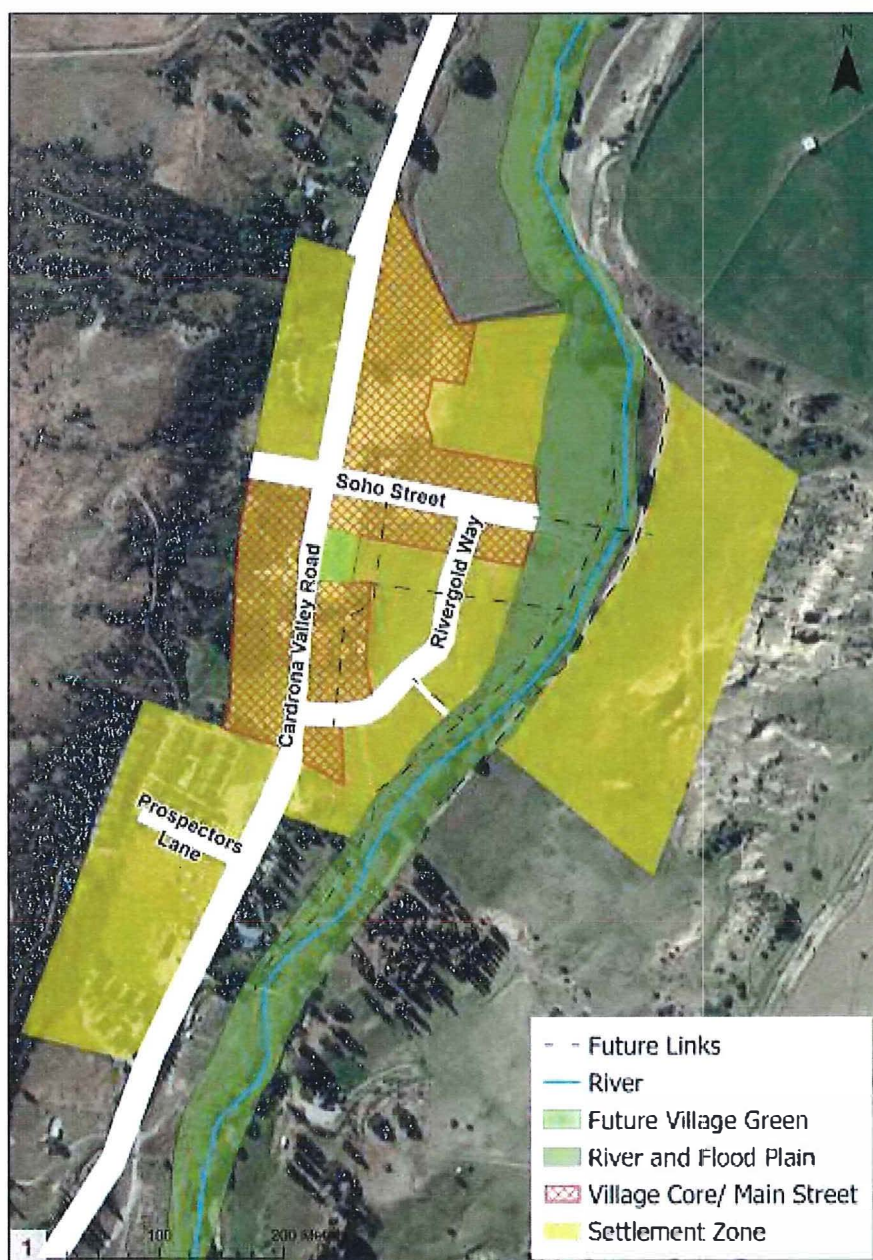 N
Soho Street
Rivergold Way
Cardrona Valley Road
Prospectors
Lane
Future Links
River
Future Village Green
River and Flood Plain
Village Core/ Main Street
Settlement Zone
1
100
200